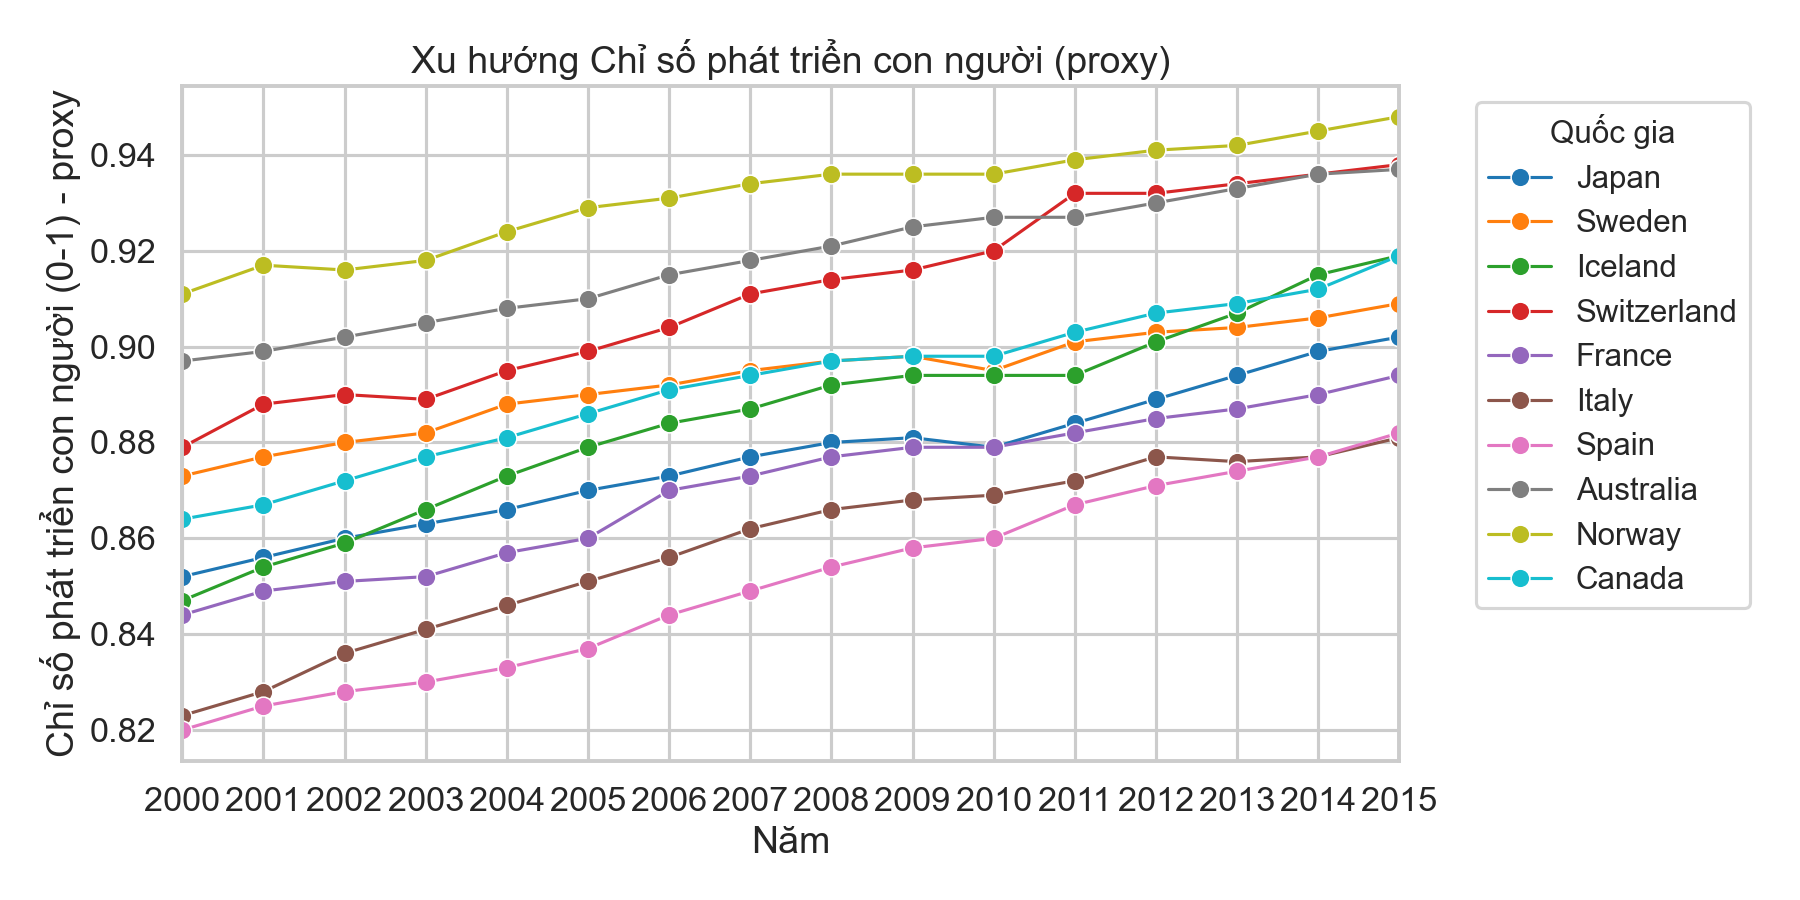 Xu hướng Chỉ số phát triển con người (proxy)
Chỉ số phát triển con người (0-1) - proxy
0.94
0.92
0.90
0.88
0.86
0.84
0.82
2000 2001 2002 2003 2004 2005 2006 2007 2008 2009 2010 2011 2012 2013 2014 2015
Năm
Quốc gia
Japan
Sweden
Iceland
Switzerland
France
Italy
Spain
Australia
Norway
Canada